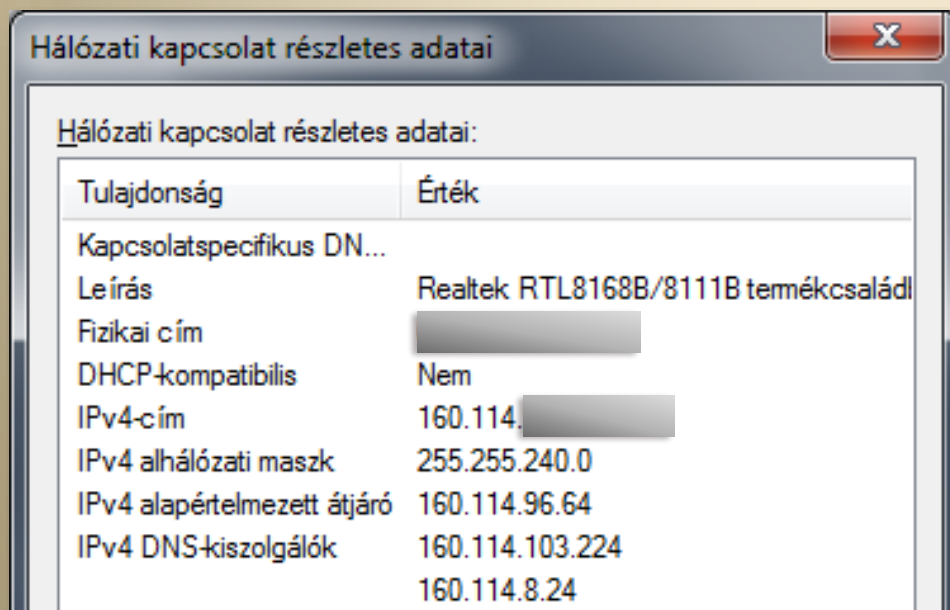 Hálózati kapcsolat részletes adatai
Hálózati kapcsolat részletes adatai:
Tulajdonság Érték
Kapcsolatspecifikus DN...
Leírás Realtek RTL8168B/8111B termékcsaládl
Fizikai cím
DHCP-kompatibilis Nem
IPv4-cím 160.114.
IPv4 alhálózati maszk 255.255.240.0
IPv4 alapértelmezett átjáró 160.114.96.64
IPv4 DNS-kiszolgálók 160.114.103.224
160.114.8.24